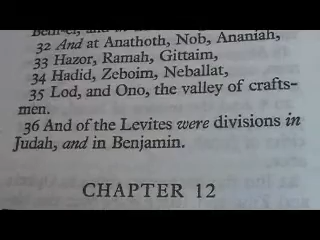 32 And at Anathoth, Nob, Ananiah,
33 Hazor, Ramah, Gittaim,
34 Hadid, Zeboim, Neballat,
35 Lod, and Ono, the valley of crafts-
men.
36 And of the Levites were divisions in
Judah, and in Benjamin.
CHAPTER 12